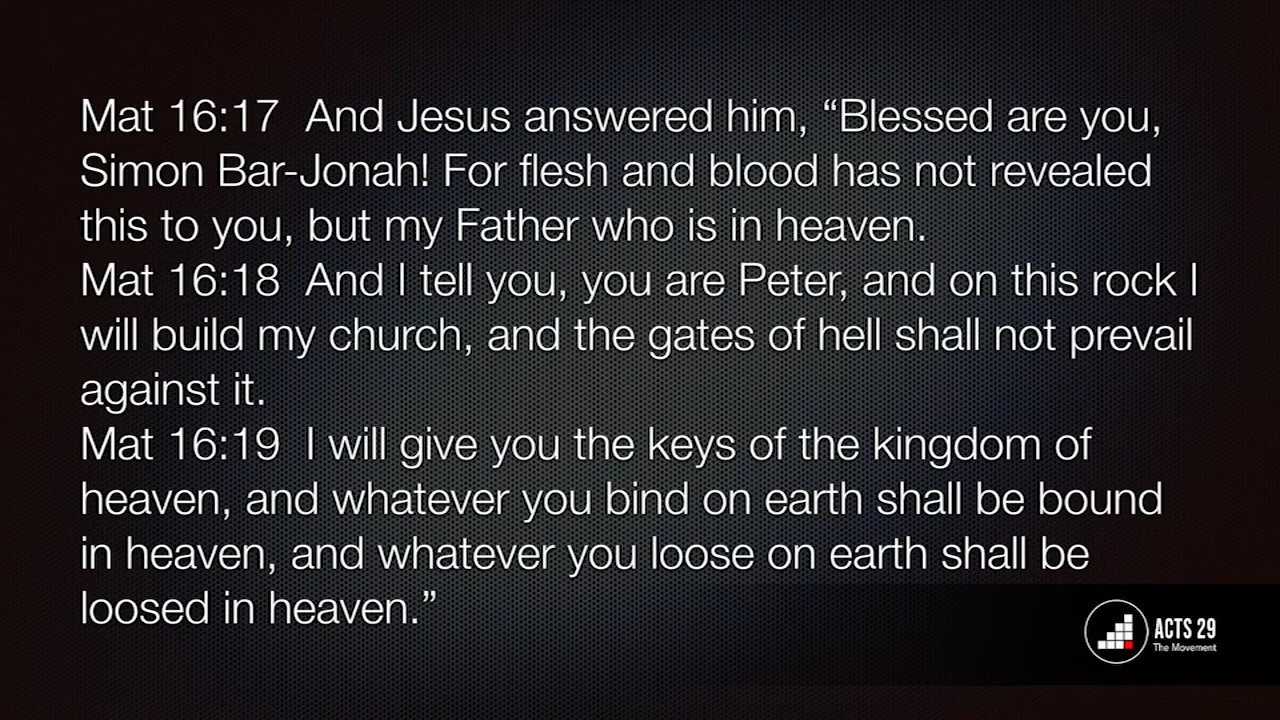 Mat 16:17  And Jesus answered him, “Blessed are you,
Simon Bar-Jonah! For flesh and blood has not revealed
this to you, but my Father who is in heaven.
Mat 16:18  And I tell you, you are Peter, and on this rock I
will build my church, and the gates of hell shall not prevail
against it.
Mat 16:19  I will give you the keys of the kingdom of
heaven, and whatever you bind on earth shall be bound
in heaven, and whatever you loose on earth shall be
loosed in heaven.”
ACTS 29
The Movement